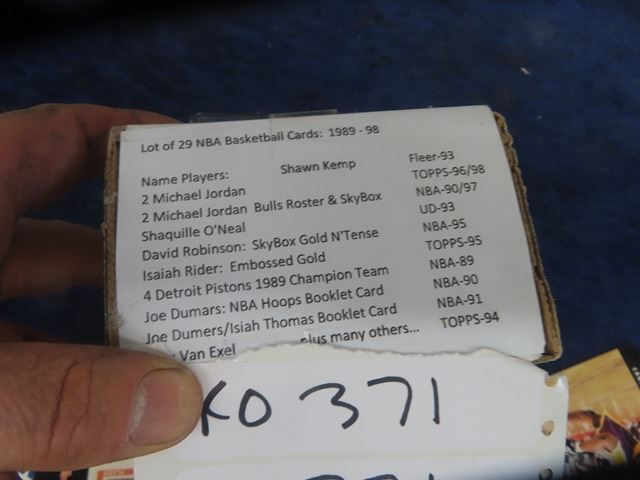 Lot of 29 NBA Basketball Cards: 1989 - 98
Name Players: Shawn Kemp Fleer-93
2 Michael Jordan TOPPS-96/98
2 Michael Jordan Bulls Roster & SkyBox NBA-90/97
Shaquille O'Neal UD-93
David Robinson: SkyBox Gold N'Tense NBA-95
Isaiah Rider: Embossed Gold TOPPS-95
4 Detroit Pistons 1989 Champion Team NBA-89
Joe Dumars: NBA Hoops Booklet Card NBA-90
Joe Dumers/Isiah Thomas Booklet Card NBA-91
Van Exel plus many others... TOPPS-94
KO 371